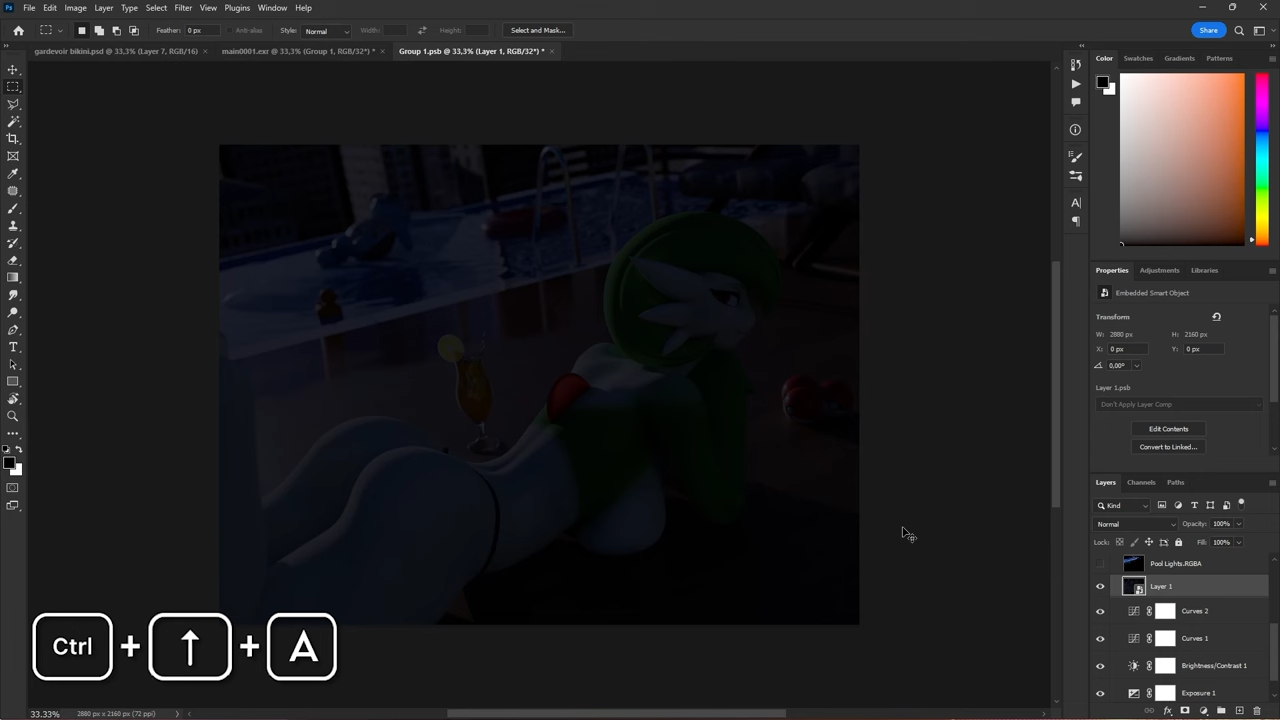 Ps File Edit Image Layer Type Select Filter View Plugins Window Help
Feather: 0 px Anti-alias Style: Normal Width: Height: Select and Mask... Share
gardevoir bikini.psd @ 33,3% (Layer 7, RGB/16) × main0001.exr @ 33,3% (Group 1, RGB/32*) * × Group 1.psb @ 33,3% (Layer 1, RGB/32*) * ×
Color Swatches Gradients Patterns
Properties Adjustments Libraries
Embedded Smart Object
Transform
W: 2880 px H: 2160 px
X: 0 px Y: 0 px
0,00°
Layer 1.psb
Don't Apply Layer Comp
Edit Contents
Convert to Linked...
Layers Channels Paths
Kind
Normal Opacity: 100%
Lock: Fill: 100%
Pool Lights.RGBA
Layer 1
Curves 2
Curves 1
Brightness/Contrast 1
Exposure 1
Ctrl + ↑ + A
33,33% 2880 px x 2160 px (72 ppi)